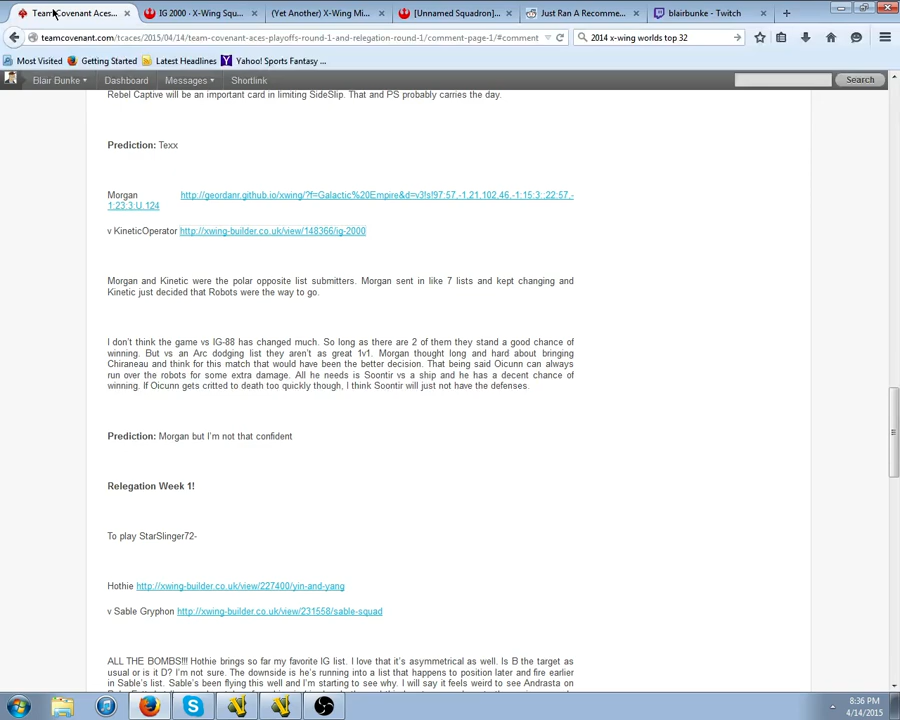 TeamCovenant Aces...
IG 2000 · X-Wing Squ...
(Yet Another) X-Wing Mi...
[Unnamed Squadron]...
Just Ran A Recomme...
blairbunke - Twitch
teamcovenant.com/tcaces/2015/04/14/team-covenant-aces-playoffs-round-1-and-relegation-round-1/comment-page-1/#comment
2014 x-wing worlds top 32
Most Visited
Getting Started
Latest Headlines
Yahoo! Sports Fantasy ...
Blair Bunke
Dashboard
Messages
Shortlink
Search
Rebel Captive will be an important card in limiting SideSlip. That and PS probably carries the day.
Prediction: Texx
Morgan http://geordanr.github.io/xwing/?f=Galactic%20Empire&d=v3!s!97:57,-1,21,102,46,-1:15:3:;22:57,-
1:23:3:U.124
v KineticOperator http://xwing-builder.co.uk/view/148366/ig-2000
Morgan and Kinetic were the polar opposite list submitters. Morgan sent in like 7 lists and kept changing and
Kinetic just decided that Robots were the way to go.
I don't think the game vs IG-88 has changed much. So long as there are 2 of them they stand a good chance of
winning. But vs an Arc dodging list they aren't as great 1v1. Morgan thought long and hard about bringing
Chiraneau and think for this match that would have been the better decision. That being said Oicunn can always
run over the robots for some extra damage. All he needs is Soontir vs a ship and he has a decent chance of
winning. If Oicunn gets critted to death too quickly though, I think Soontir will just not have the defenses.
Prediction: Morgan but I'm not that confident
Relegation Week 1!
To play StarSlinger72-
Hothie http://xwing-builder.co.uk/view/227400/yin-and-yang
v Sable Gryphon http://xwing-builder.co.uk/view/231558/sable-squad
ALL THE BOMBS!!! Hothie brings so far my favorite IG list. I love that it's asymmetrical as well. Is B the target as
usual or is it D? I'm not sure. The downside is he's running into a list that happens to position later and fire earlier
in Sable's list. Sable's been flying this well and I'm starting to see why. I will say it feels weird to see Andrasta on
8:36 PM
4/14/2015